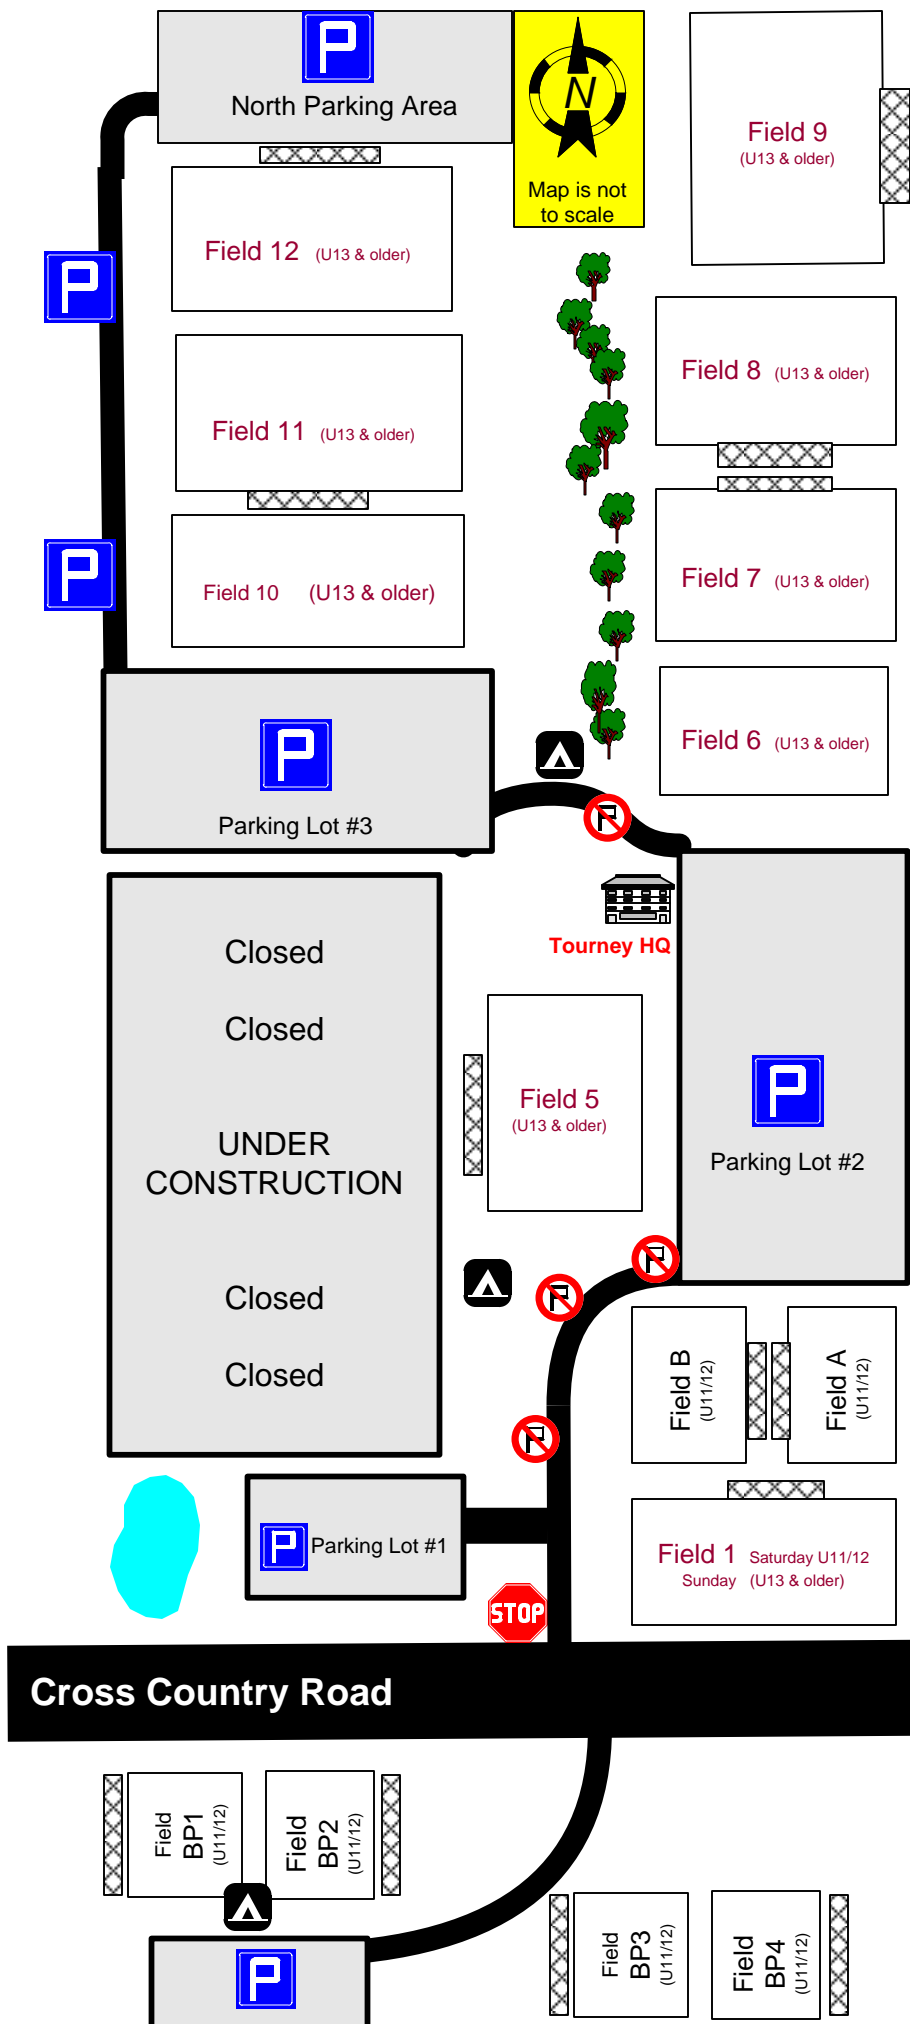 P
North Parking Area
N
Map is not
to scale
Field 9
(U13 & older)
Field 12 (U13 & older)
P
Field 8 (U13 & older)
Field 11 (U13 & older)
P
Field 10 (U13 & older)
Field 7 (U13 & older)
Field 6 (U13 & older)
P
Parking Lot #3
P
Tourney HQ
Closed
Closed
UNDER
CONSTRUCTION
Closed
Closed
Field 5
(U13 & older)
P
Parking Lot #2
P
P
P
Field B
(U11/12)
Field A
(U11/12)
P
Parking Lot #1
Field 1 Saturday U11/12
Sunday (U13 & older)
STOP
Cross Country Road
Field
BP1
(U11/12)
Field
BP2
(U11/12)
Field
BP3
(U11/12)
Field
BP4
(U11/12)
P